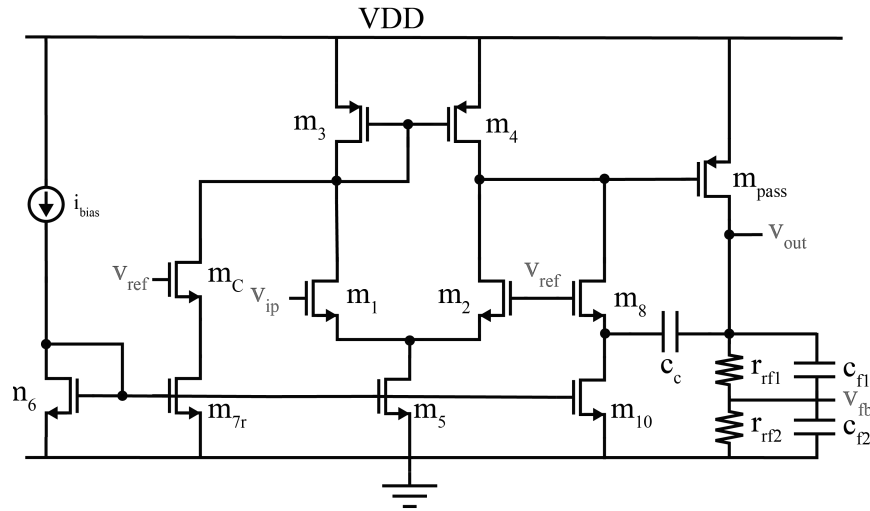 VDD
m3
m4
mpass
ibias
vout
vref
mC
vip
m1
m2
vref
m8
cc
rrf1
cf1
n6
m7r
m5
m10
vfb
rrf2
cf2